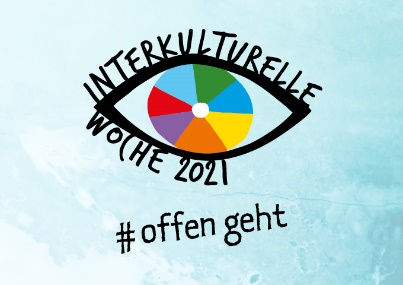 INTERKULTURELLE
WOCHE 2021
#offen geht